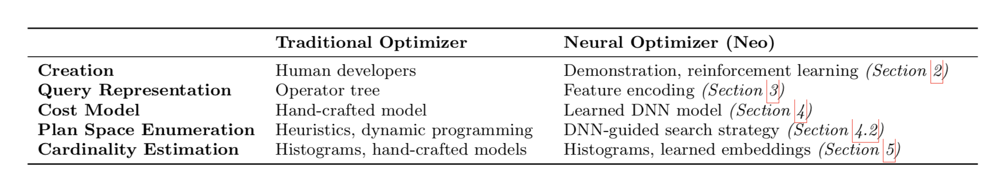 Traditional Optimizer Neural Optimizer (Neo)
Creation Human developers Demonstration, reinforcement learning (Section 2)
Query Representation Operator tree Feature encoding (Section 3)
Cost Model Hand-crafted model Learned DNN model (Section 4)
Plan Space Enumeration Heuristics, dynamic programming DNN-guided search strategy (Section 4.2)
Cardinality Estimation Histograms, hand-crafted models Histograms, learned embeddings (Section 5)